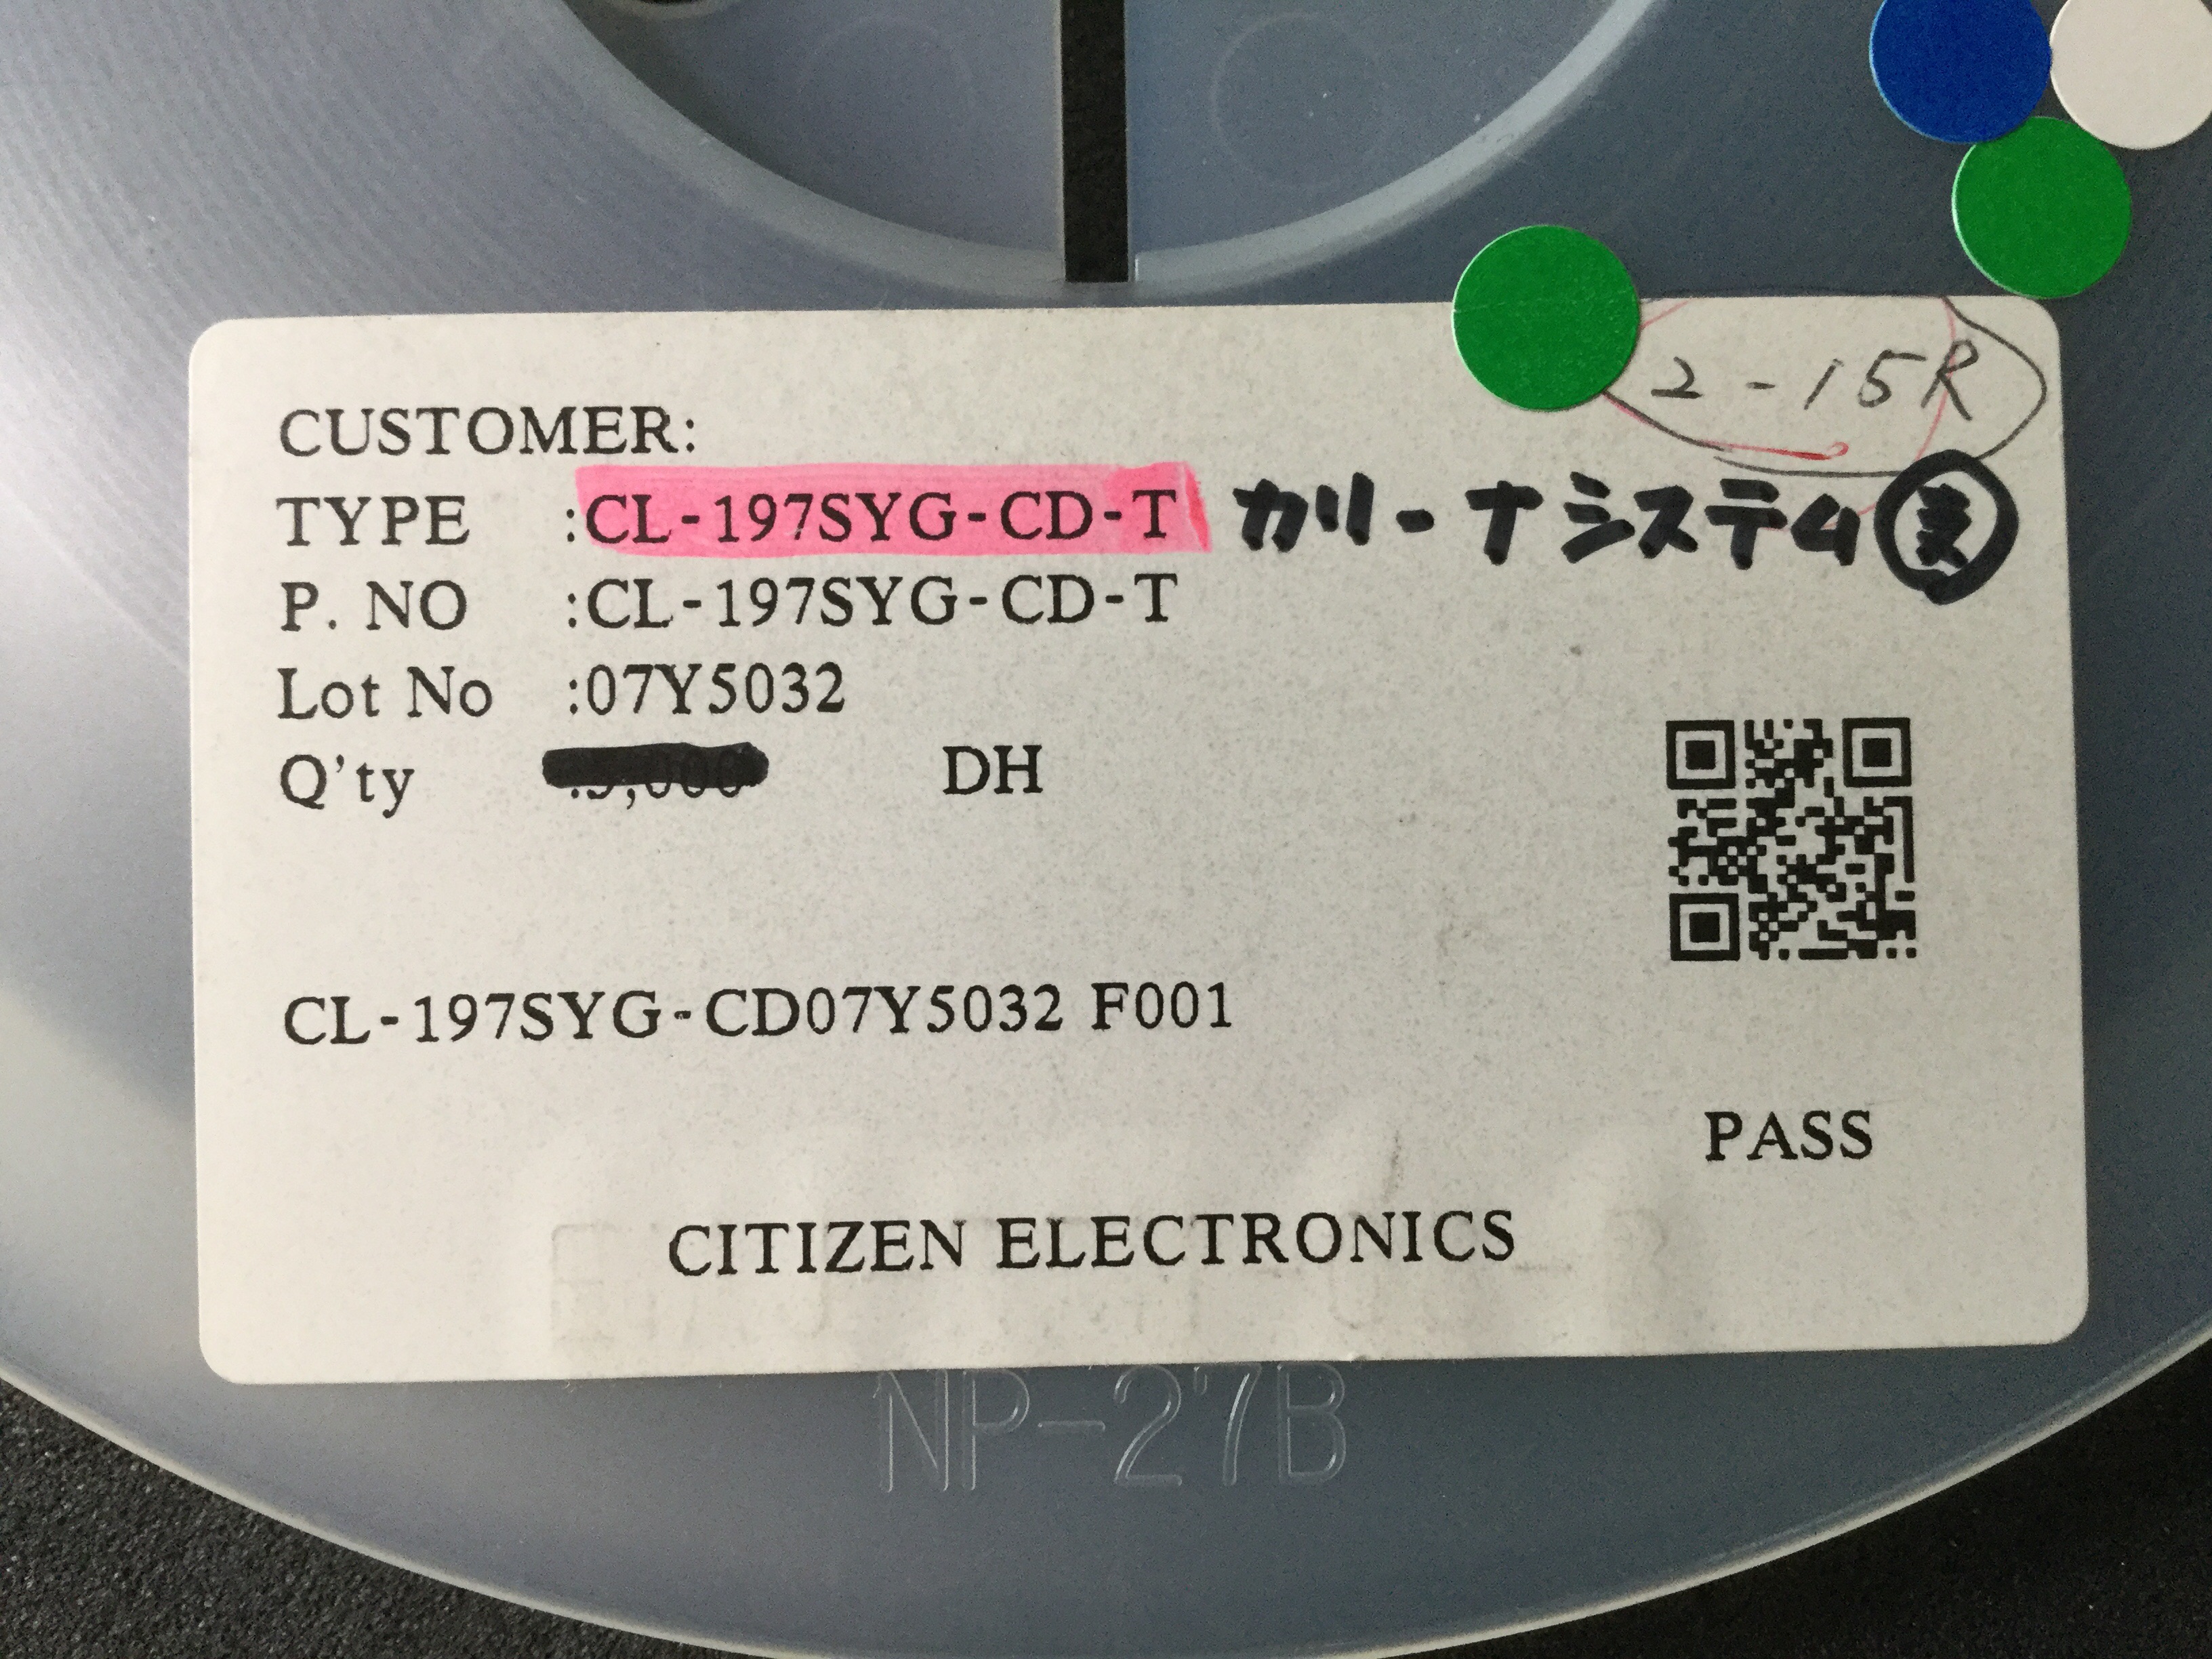 2-15R
CUSTOMER:
TYPE :CL-197SYG-CD-T カリーナシステム
P. NO :CL-197SYG-CD-T
Lot No :07Y5032
Q'ty DH
CL-197SYG-CD07Y5032 F001
PASS
CITIZEN ELECTRONICS
NP-27B